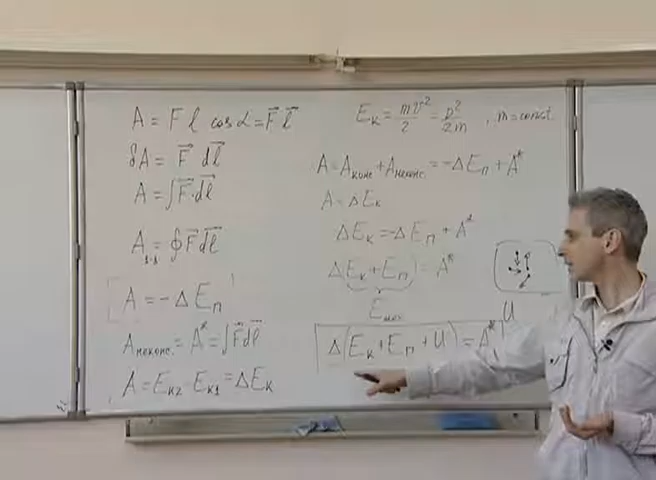 A = F l cos α = F⃗ l⃗
δA = F⃗ dl⃗
A = ∫F⃗·dl⃗
A₁₋₁ = ∮F⃗dl⃗
A = -ΔEп
Aнеконс. = A* = ∫F⃗dl⃗
A = Eк2 - Eк1 = ΔEк
Eк = mv²/2 = p²/2m , m=const
A = Aконс + Aнеконс = -ΔEп + A*
A = ΔEк
ΔEк = -ΔEп + A*
Δ(Eк + Eп) = A*
Eмех
U
Δ(Eк + Eп + U) = A*